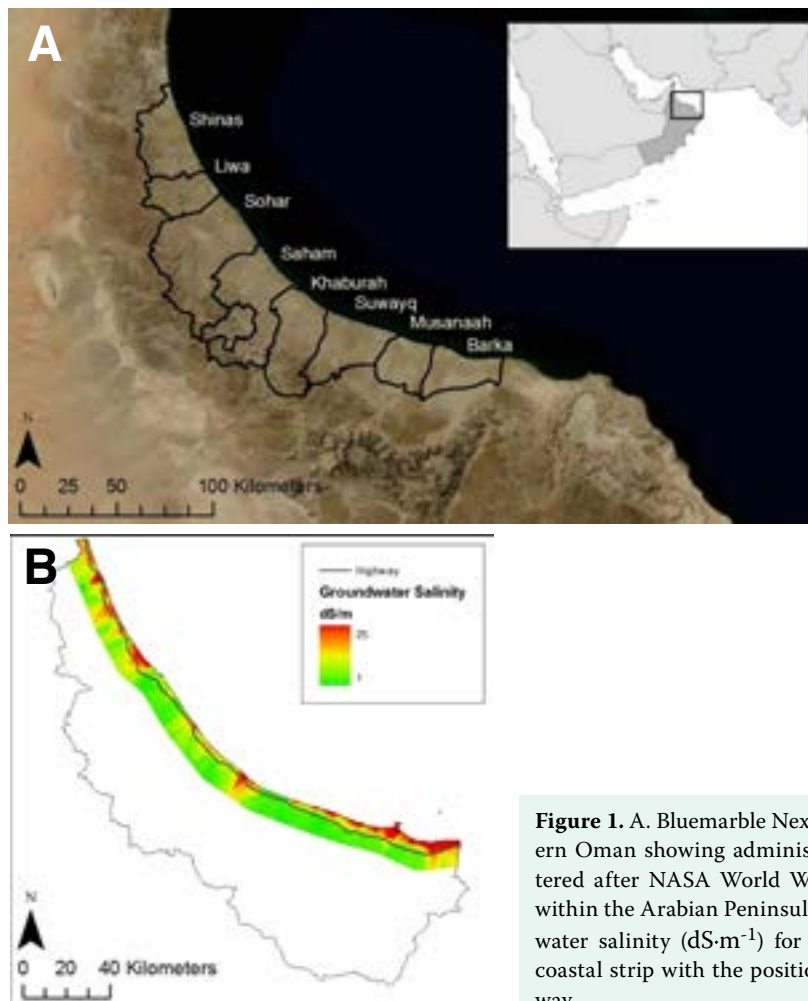 A
Shinas
Liwa
Sohar
Saham
Khaburah
Suwayq
Musanaah
Barka
N
0 25 50 100 Kilometers
B
Highway
Groundwater Salinity
dS/m
25
1
N
0 20 40 Kilometers
Figure 1. A. Bluemarble Nex
ern Oman showing adminis
tered after NASA World W
within the Arabian Peninsul
water salinity (dS·m-1) for
coastal strip with the positio
way